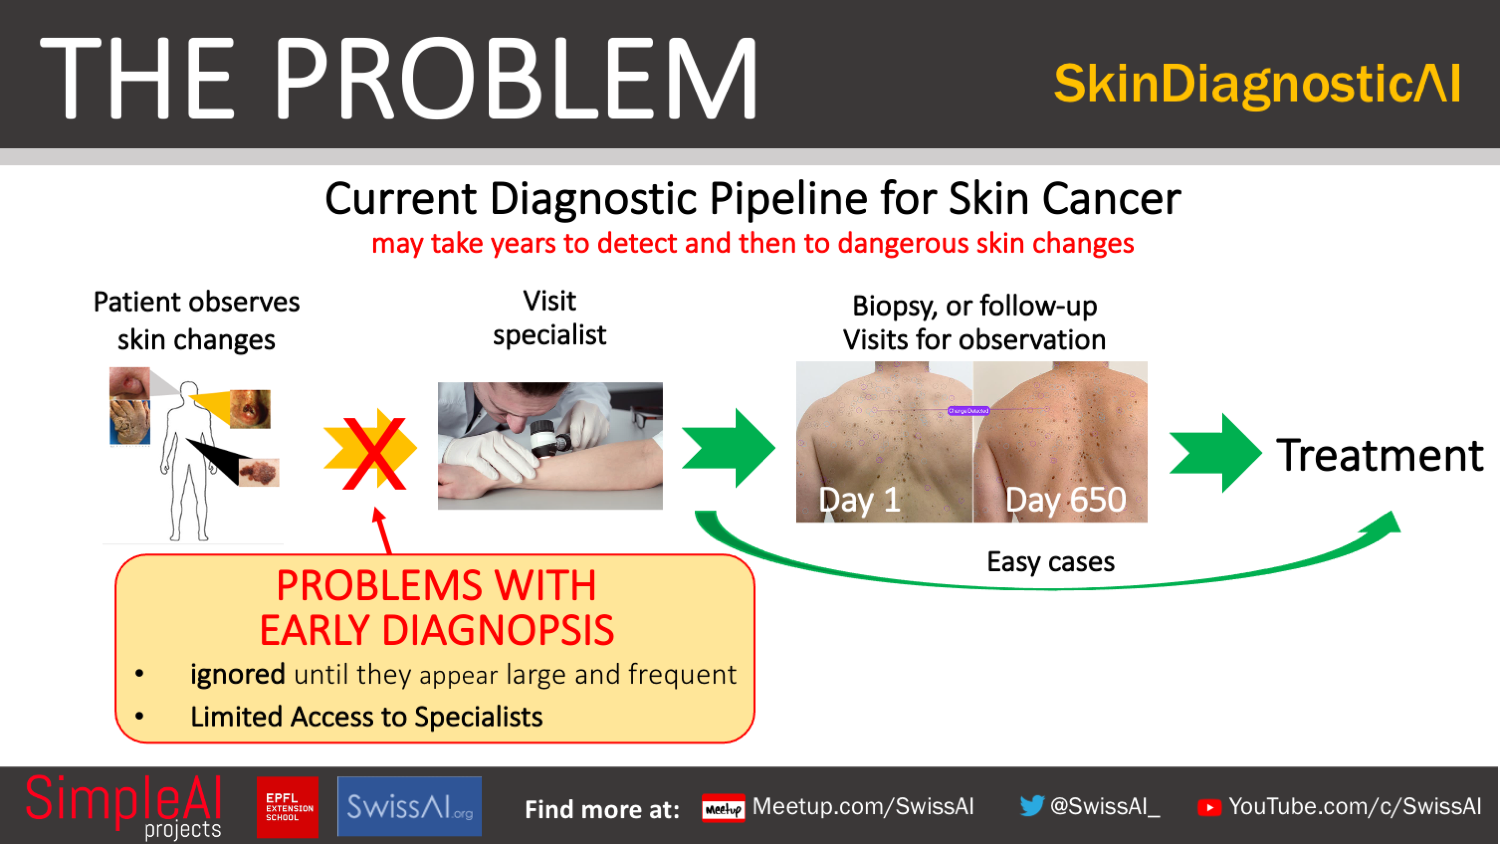 THE PROBLEM
SkinDiagnosticΛI
Current Diagnostic Pipeline for Skin Cancer
may take years to detect and then to dangerous skin changes
Patient observes
skin changes
Visit
specialist
Biopsy, or follow-up
Visits for observation
X
Change Detected
Day 1
Day 650
Treatment
Easy cases
PROBLEMS WITH
EARLY DIAGNOPSIS
• ignored until they appear large and frequent
• Limited Access to Specialists
SimpleAI
projects
EPFL
EXTENSION
SCHOOL
SwissΛI.org
Find more at:
Meetup
Meetup.com/SwissAI
@SwissAI_
YouTube.com/c/SwissAI